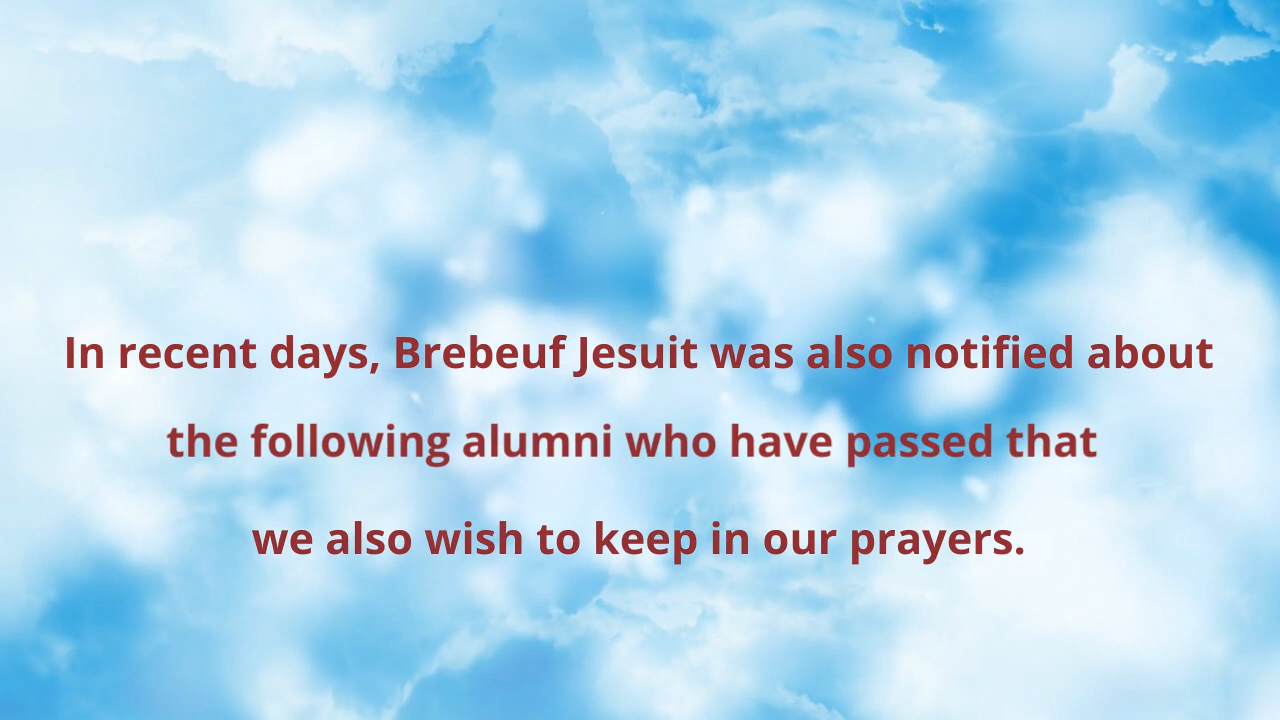 In recent days, Brebeuf Jesuit was also notified about
the following alumni who have passed that
we also wish to keep in our prayers.